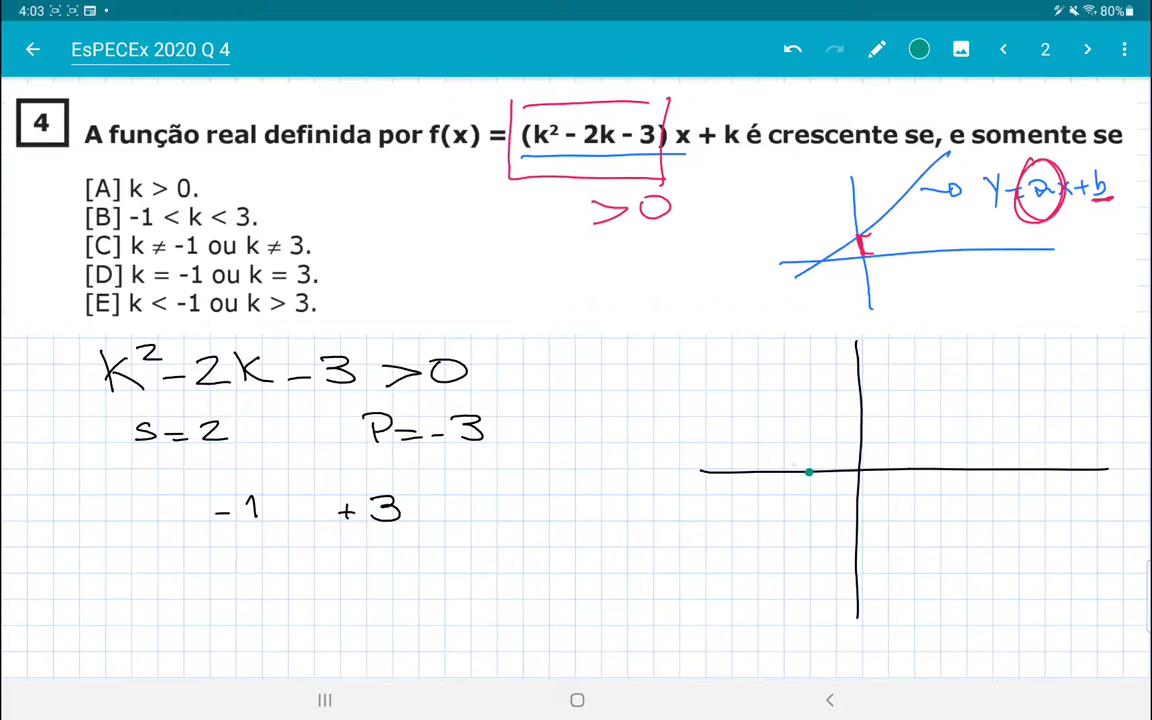 4:03
80%
EsPECEx 2020 Q 4
2
4
A função real definida por f(x) = (k² - 2k - 3) x + k é crescente se, e somente se
> 0
y = ax + b
[A] k > 0.
[B] -1 < k < 3.
[C] k ≠ -1 ou k ≠ 3.
[D] k = -1 ou k = 3.
[E] k < -1 ou k > 3.
K² - 2K - 3 > 0
S = 2 P = -3
-1 +3